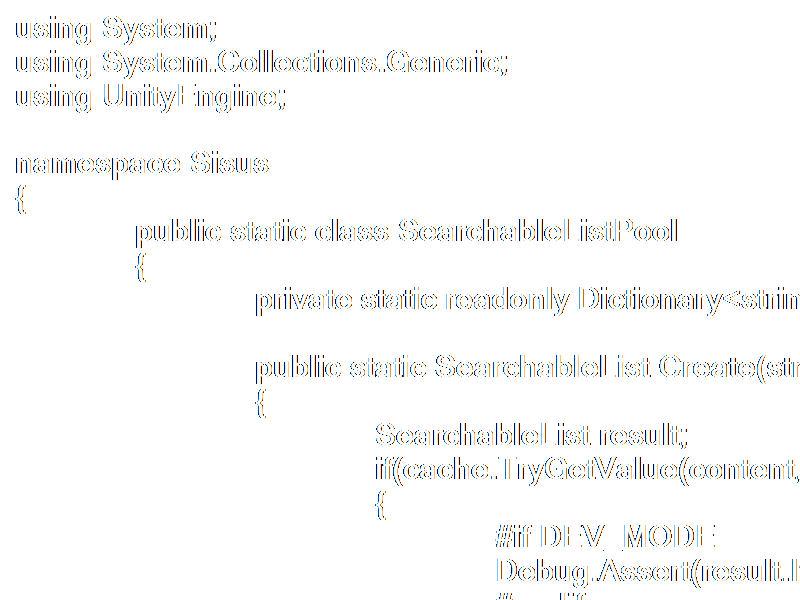 using System;
using System.Collections.Generic;
using UnityEngine;
namespace Sisus
{
public static class SearchableListPool
{
private static readonly Dictionary<strin
public static SearchableList Create(str
{
SearchableList result;
if(cache.TryGetValue(content,
{
#if DEV_MODE
Debug.Assert(result.